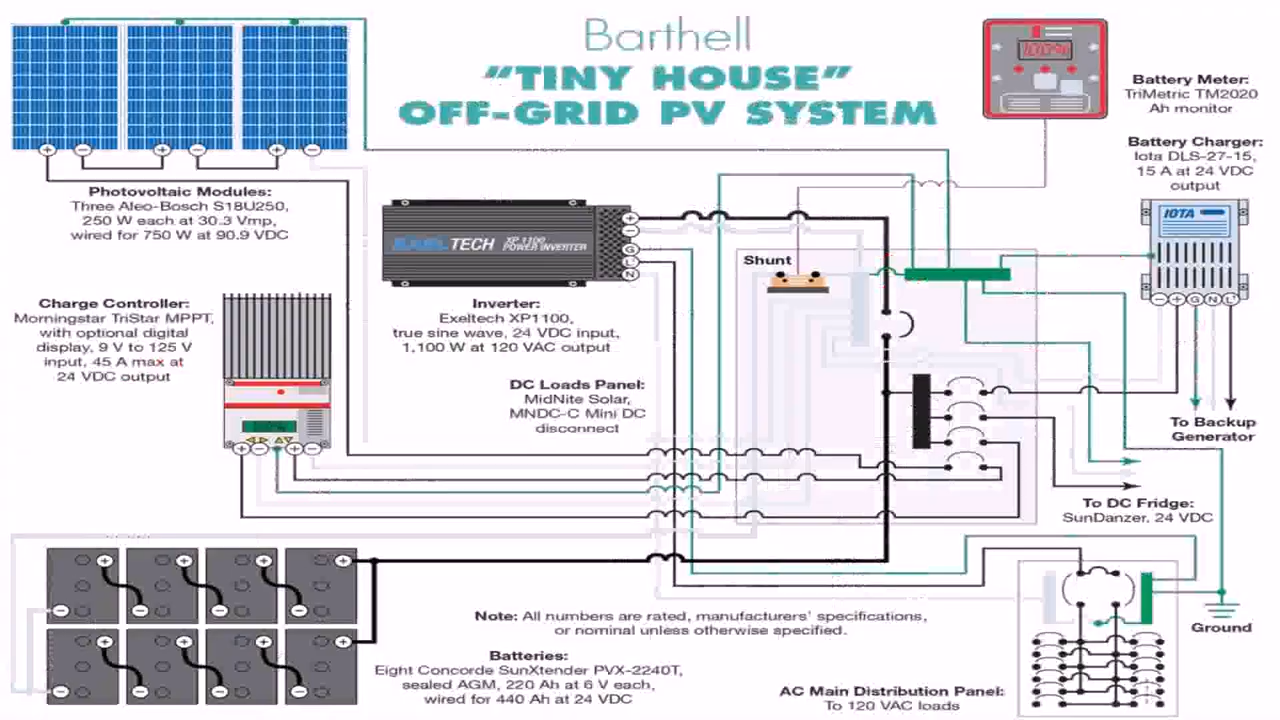 Barthell
"TINY HOUSE"
OFF-GRID PV SYSTEM
100%
Battery Meter:
TriMetric TM2020
Ah monitor
Battery Charger:
Iota DLS-27-15,
15 A at 24 VDC
output
IOTA
Photovoltaic Modules:
Three Aleo-Bosch S18U250,
250 W each at 30.3 Vmp,
wired for 750 W at 90.9 VDC
EXELTECH XP 1100
POWER INVERTER
G
L
N
Shunt
Charge Controller:
Morningstar TriStar MPPT,
with optional digital
display, 9 V to 125 V
input, 45 A max at
24 VDC output
Inverter:
Exeltech XP1100,
true sine wave, 24 VDC input,
1,100 W at 120 VAC output
G N L
DC Loads Panel:
MidNite Solar,
MNDC-C Mini DC
disconnect
To Backup
Generator
To DC Fridge:
SunDanzer, 24 VDC
Note: All numbers are rated, manufacturers' specifications,
or nominal unless otherwise specified.
Ground
Batteries:
Eight Concorde SunXtender PVX-2240T,
sealed AGM, 220 Ah at 6 V each,
wired for 440 Ah at 24 VDC
AC Main Distribution Panel:
To 120 VAC loads